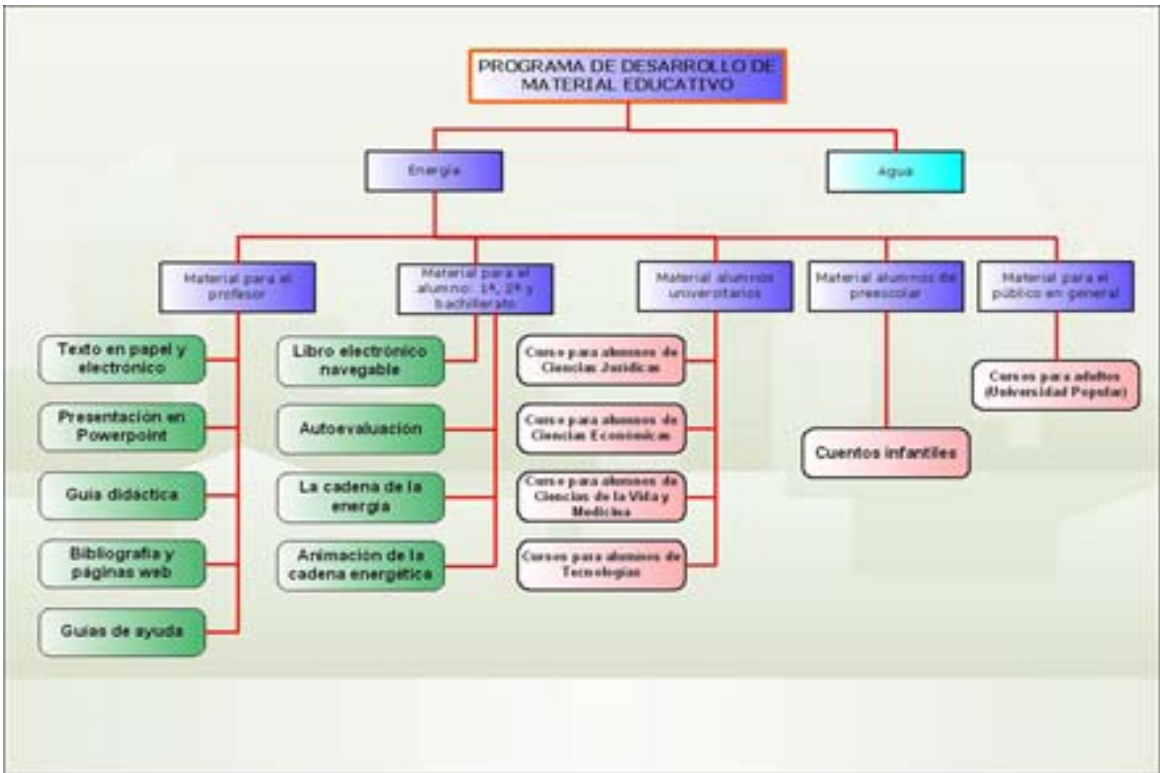 PROGRAMA DE DESARROLLO DE
MATERIAL EDUCATIVO
Energía
Agua
Material para el
profesor
Material para el
alumno: 1ª, 2ª y
bachillerato
Material alumnos
universitarios
Material alumnos de
preescolar
Material para el
público en general
Texto en papel y
electrónico
Presentación en
Powerpoint
Guía didáctica
Bibliografía y
páginas web
Guías de ayuda
Libro electrónico
navegable
Autoevaluación
La cadena de la
energía
Animación de la
cadena energética
Curso para alumnos de
Ciencias Jurídicas
Curso para alumnos de
Ciencias Económicas
Curso para alumnos de
Ciencias de la Vida y
Medicina
Cursos para alumnos de
Tecnologías
Cuentos infantiles
Cursos para adultos
(Universidad Popular)